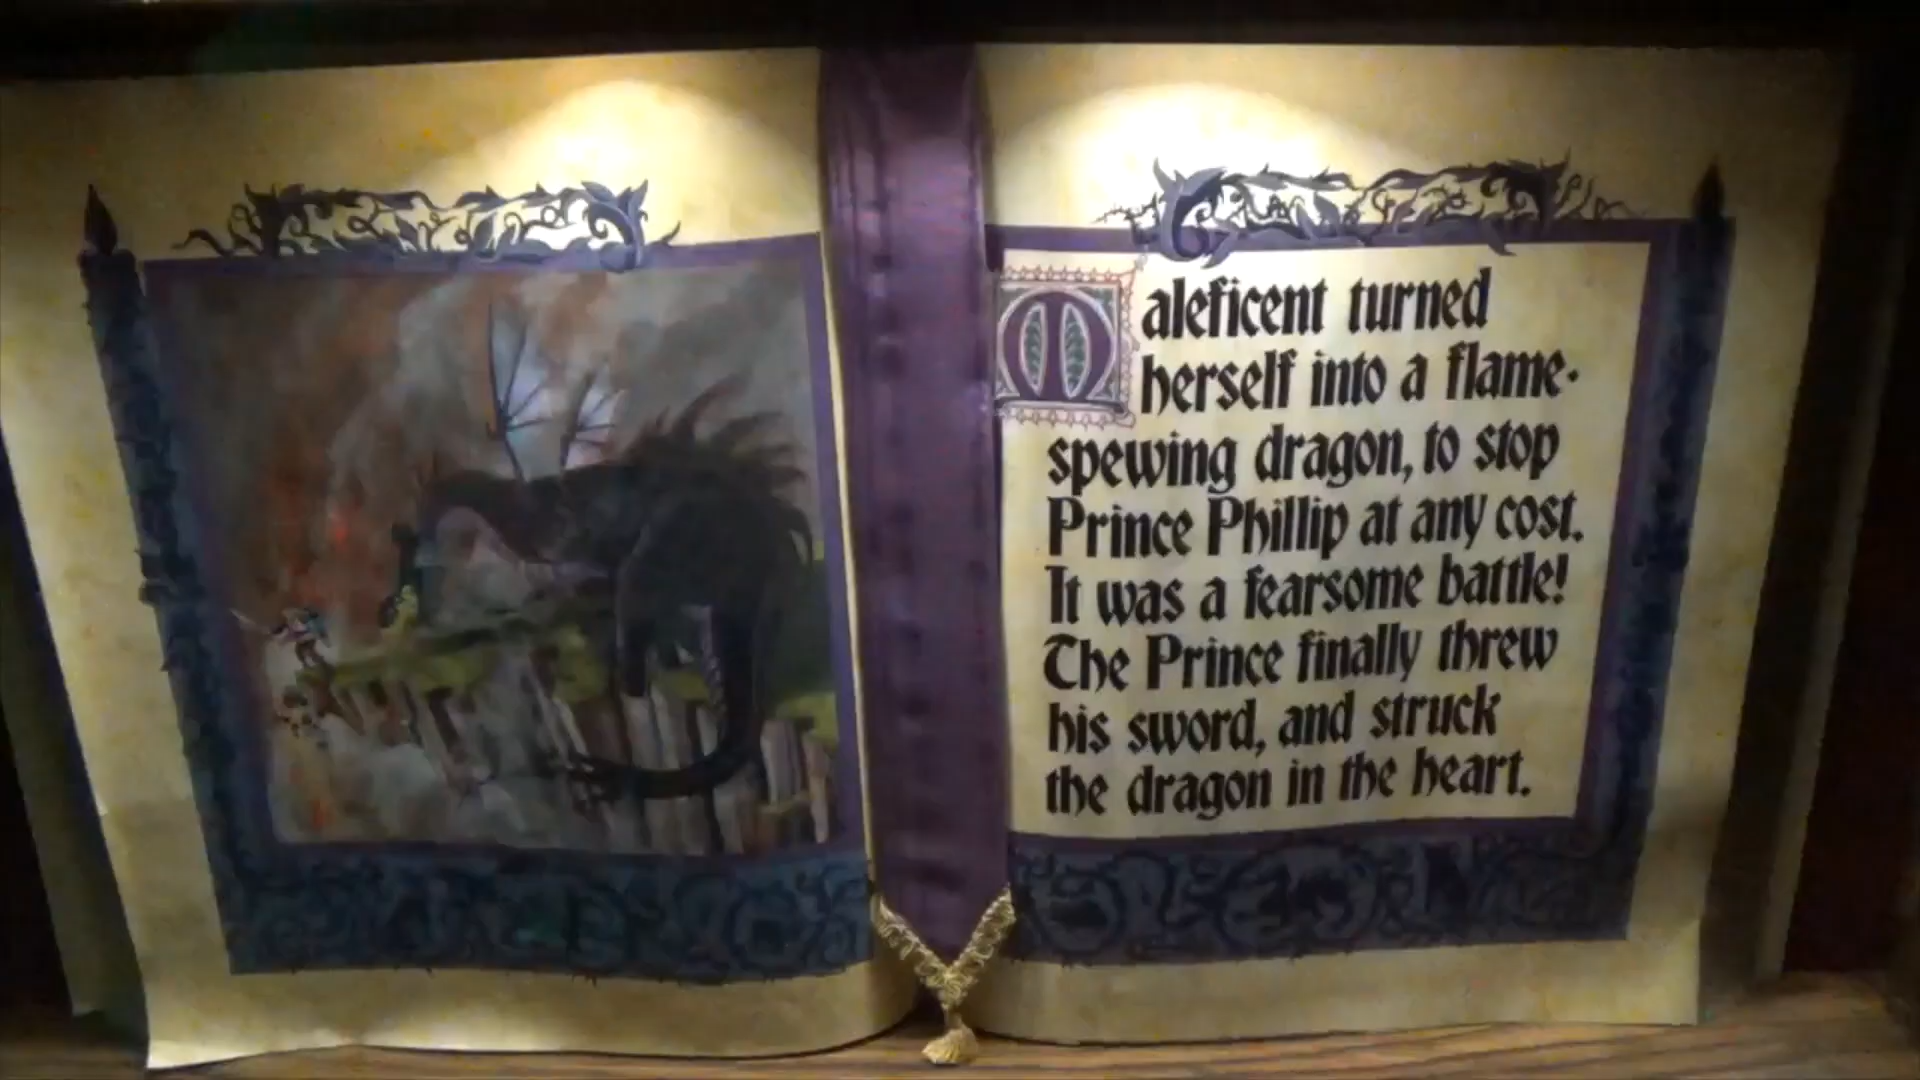 Maleficent turned
herself into a flame-
spewing dragon, to stop
Prince Phillip at any cost.
It was a fearsome battle!
The Prince finally threw
his sword, and struck
the dragon in the heart.